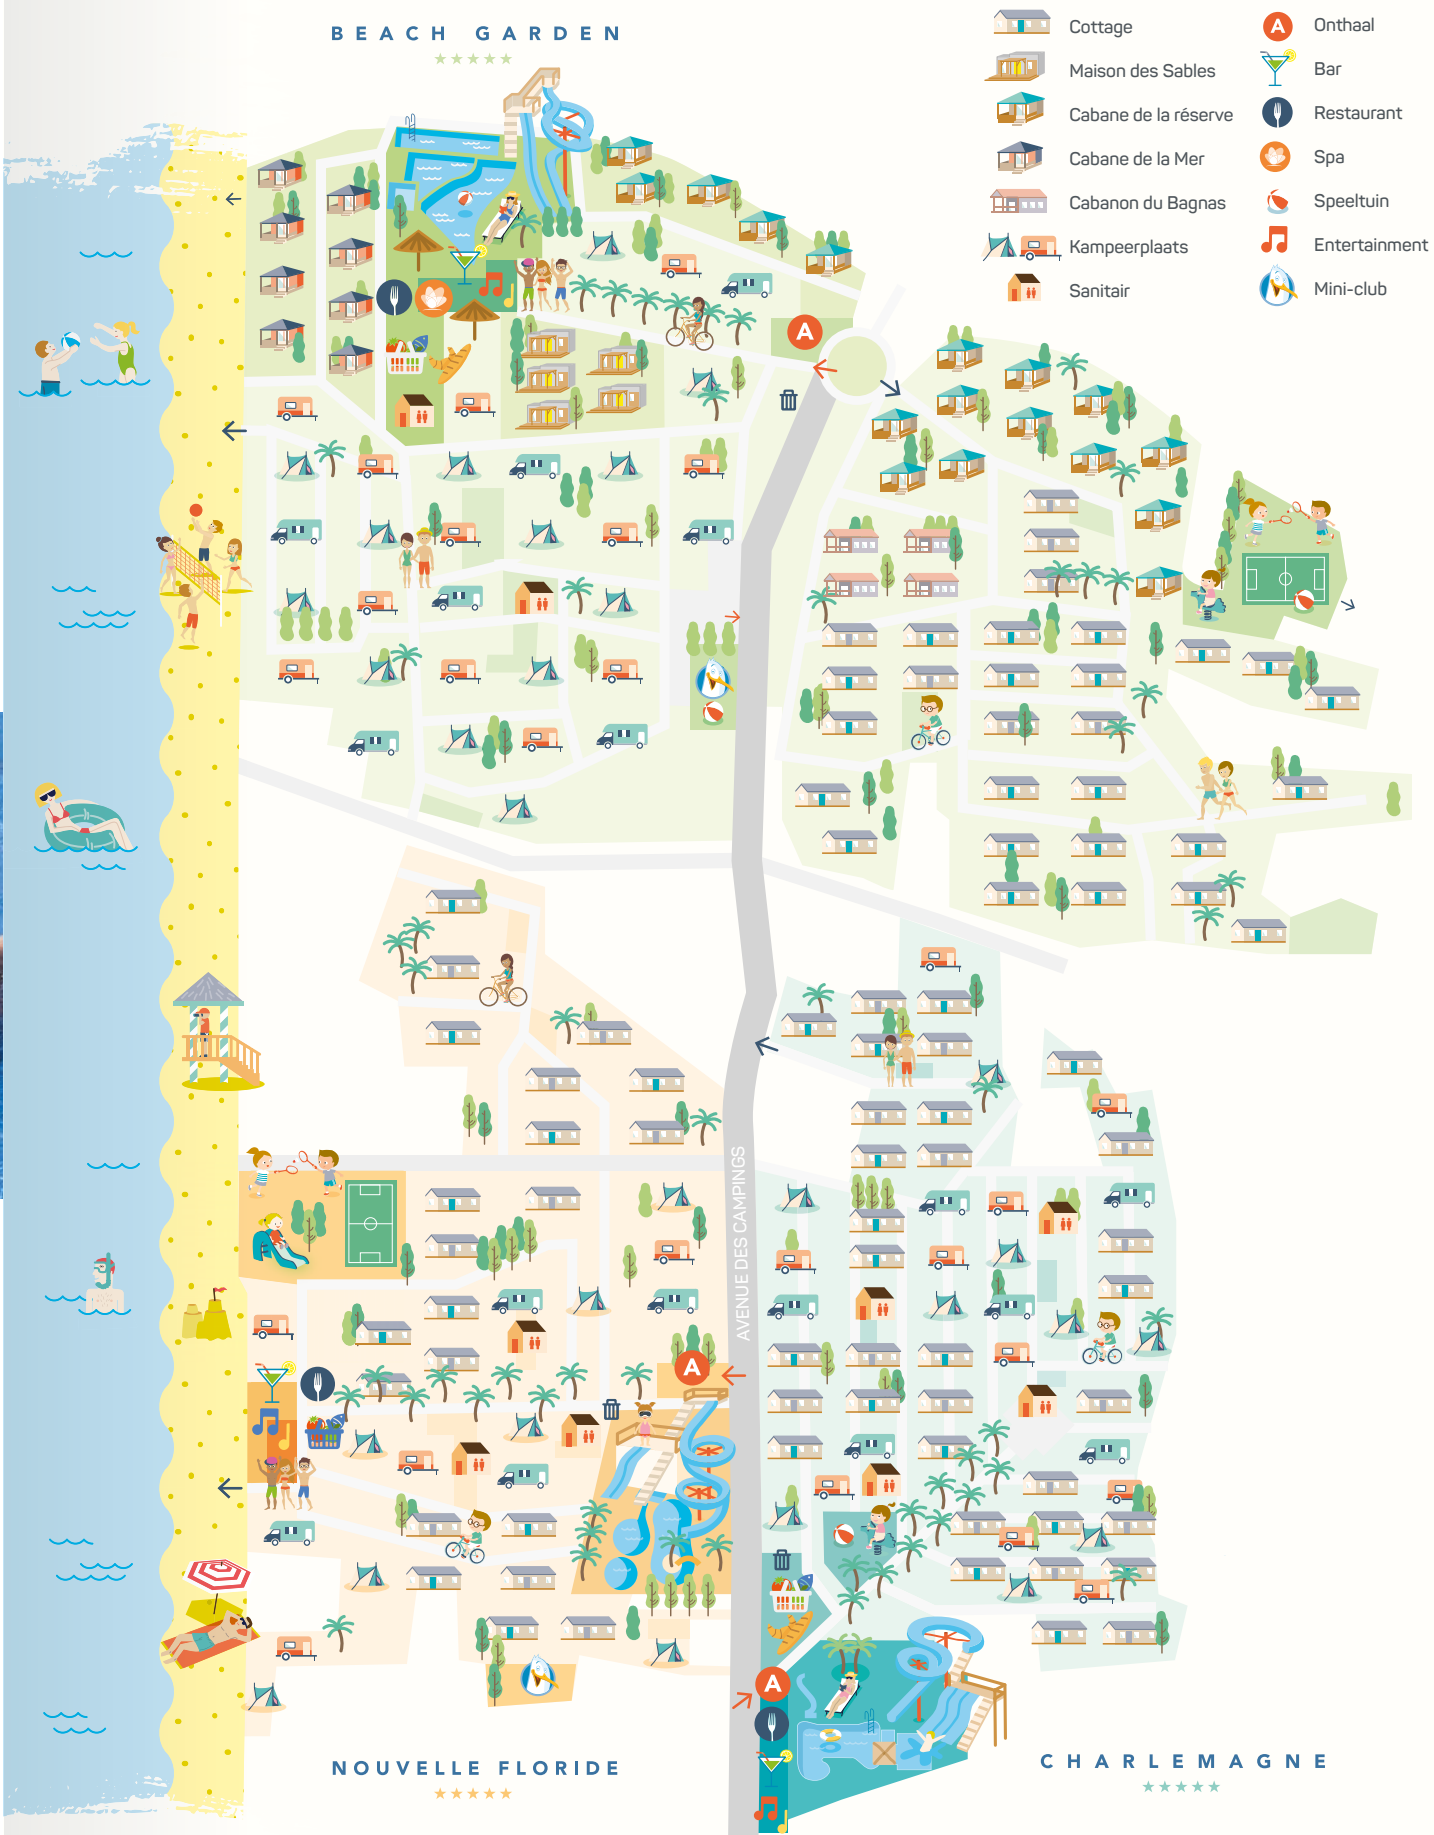 BEACH GARDEN
Cottage
Maison des Sables
Cabane de la réserve
Cabane de la Mer
Cabanon du Bagnas
Kampeerplaats
Sanitair
A Onthaal
Bar
Restaurant
Spa
Speeltuin
Entertainment
Mini-club
A
AVENUE DES CAMPINGS
A
A
NOUVELLE FLORIDE
CHARLEMAGNE